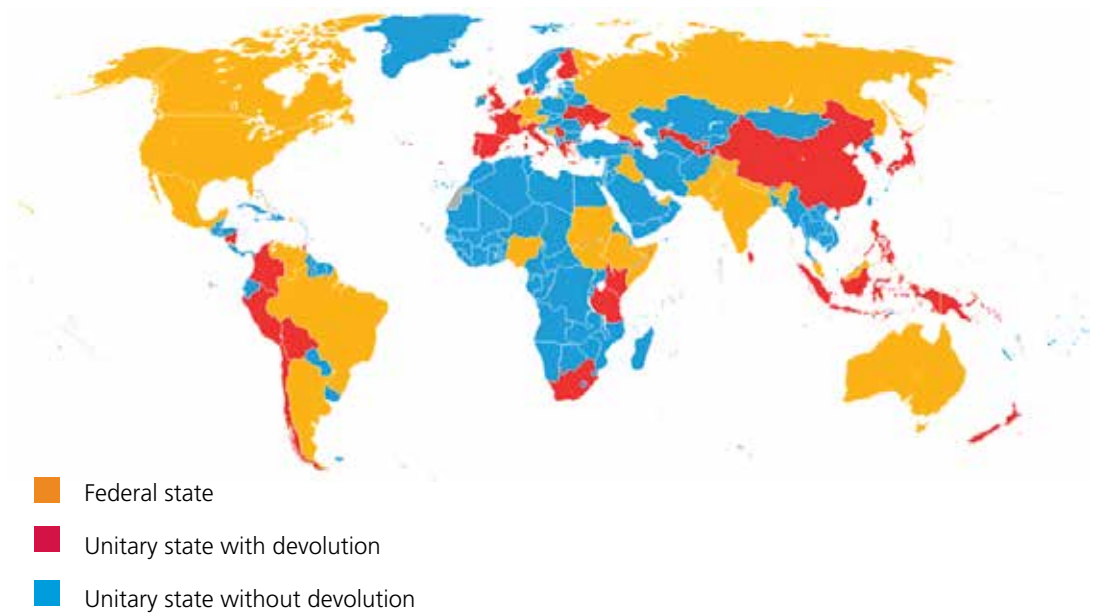 Federal state
Unitary state with devolution
Unitary state without devolution